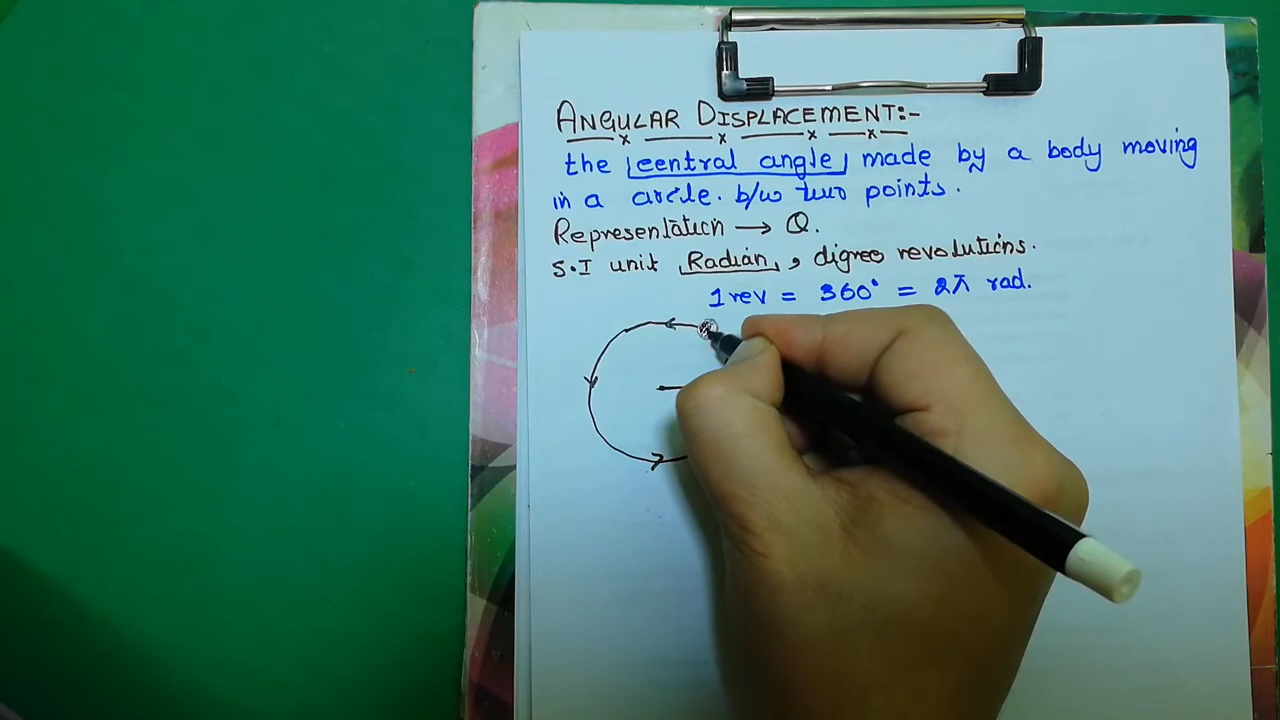 ANGULAR DISPLACEMENT:-
the central angle made by a body moving
in a circle. b/w two points.
Representation → Q.
S.I unit Radian, digree revolutions.
1 rev = 360° = 2π rad.